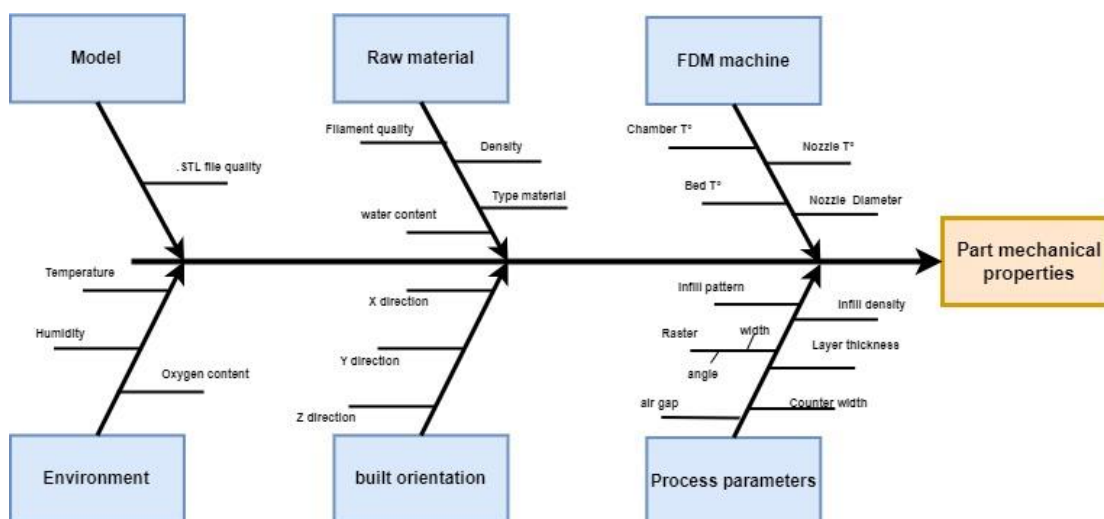 Model
Raw material
FDM machine
Filament quality
Chamber T°
Density
Nozzle T°
.STL file quality
Bed T°
Type material
Nozzle Diameter
water content
Part mechanical
properties
Temperature
X direction
Infill pattern
Infill density
Humidity
Raster
width
Layer thickness
Y direction
angle
Oxygen content
air gap
Counter width
Z direction
Environment
built orientation
Process parameters